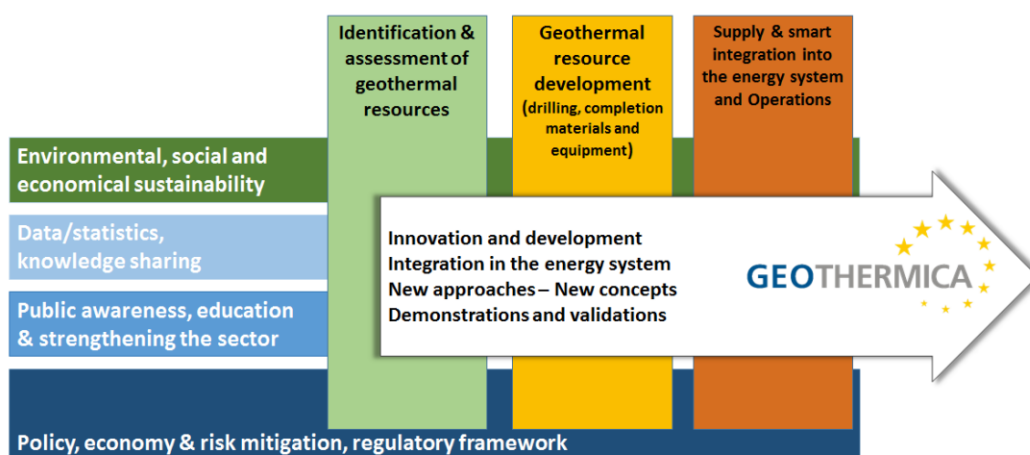 Identification &
assessment of
geothermal
resources
Geothermal
resource
development
(drilling, completion
materials and
equipment)
Supply & smart
integration into
the energy system
and Operations
Environmental, social and
economical sustainability
Data/statistics,
knowledge sharing
Public awareness, education
& strengthening the sector
Policy, economy & risk mitigation, regulatory framework
Innovation and development
Integration in the energy system
New approaches – New concepts
Demonstrations and validations
GEOTHERMICA